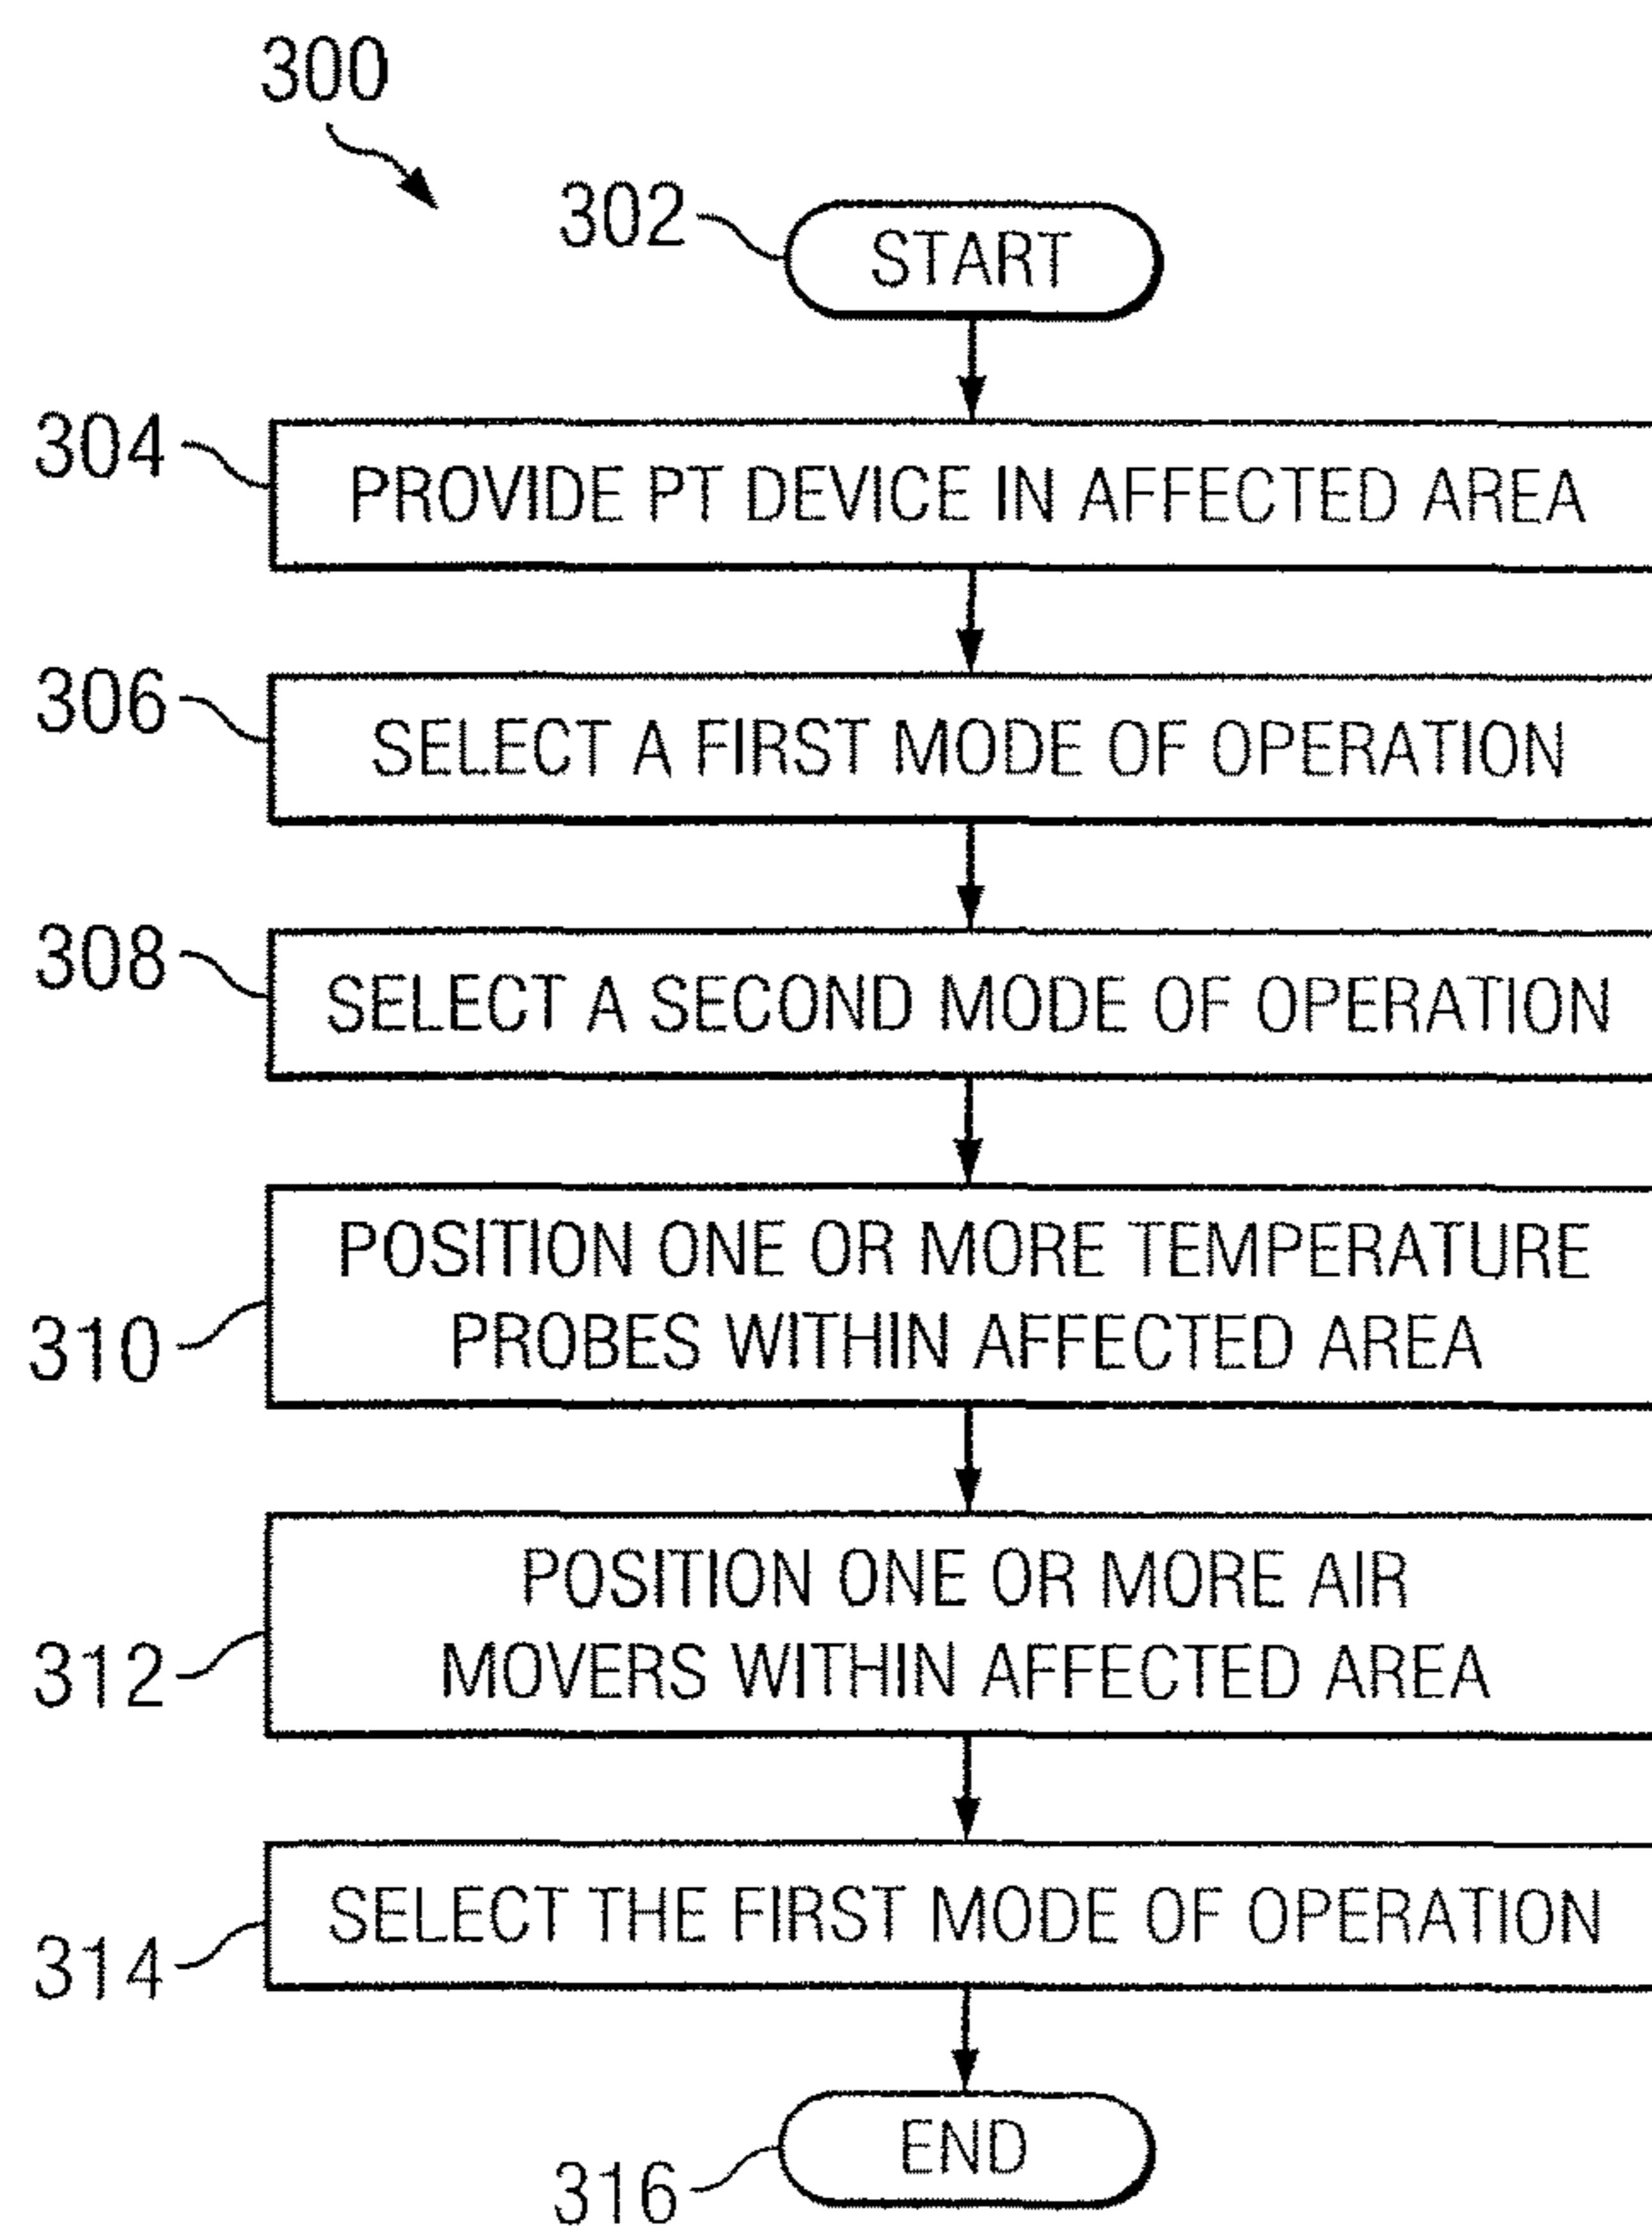 300
302
START
304
PROVIDE PT DEVICE IN AFFECTED AREA
306
SELECT A FIRST MODE OF OPERATION
308
SELECT A SECOND MODE OF OPERATION
310
POSITION ONE OR MORE TEMPERATURE
PROBES WITHIN AFFECTED AREA
312
POSITION ONE OR MORE AIR
MOVERS WITHIN AFFECTED AREA
314
SELECT THE FIRST MODE OF OPERATION
316
END